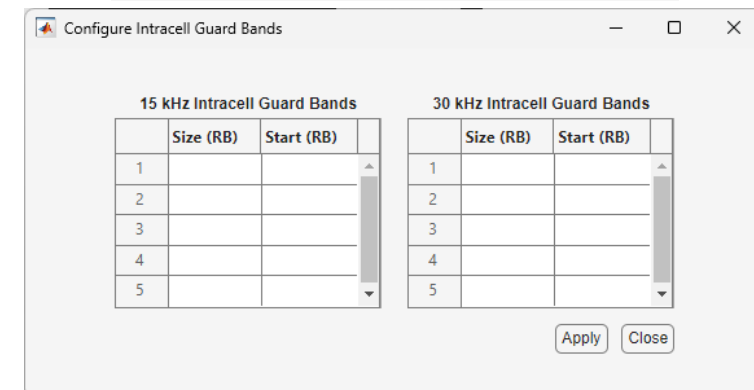 Configure Intracell Guard Bands
15 kHz Intracell Guard Bands 30 kHz Intracell Guard Bands
Size (RB) Start (RB) Size (RB) Start (RB)
1 1
2 2
3 3
4 4
5 5
Apply Close